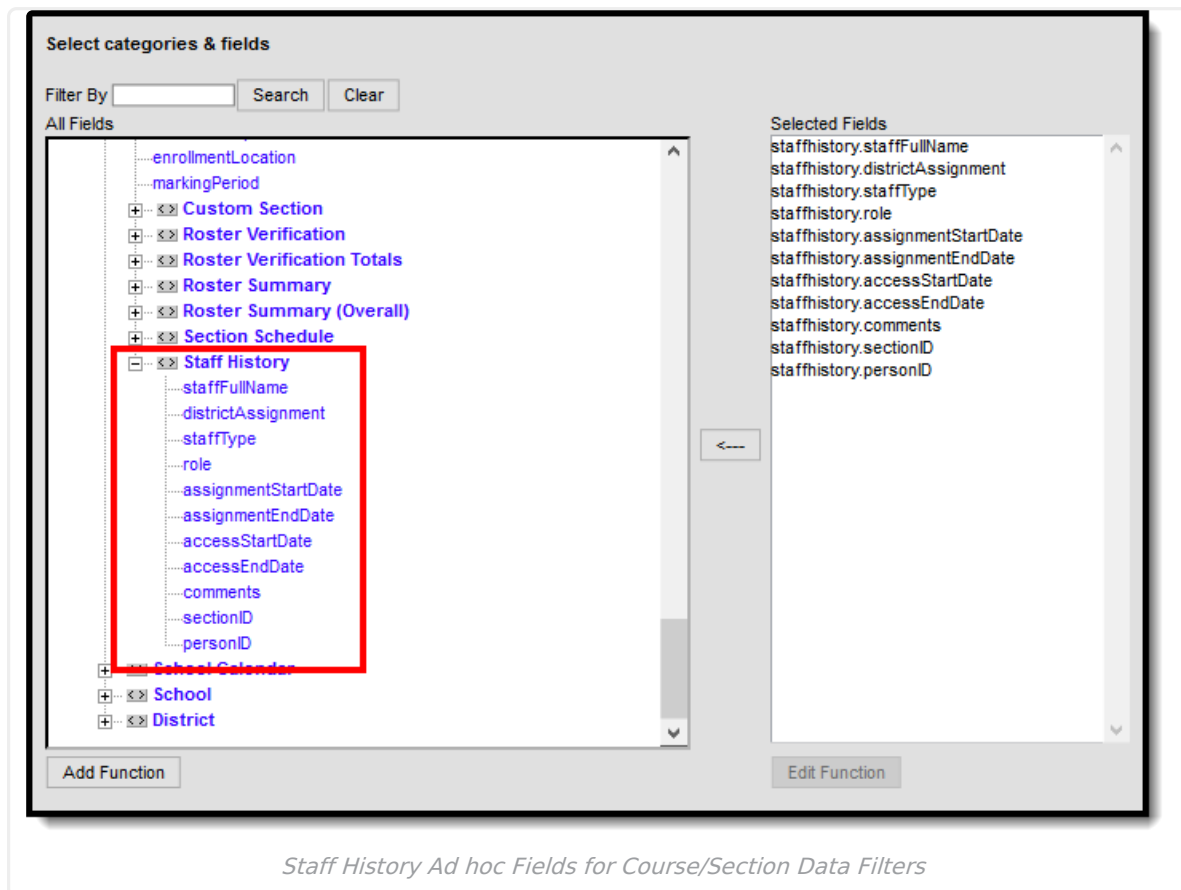 Select categories & fields
Filter By Search Clear
All Fields
enrollmentLocation
markingPeriod
Custom Section
Roster Verification
Roster Verification Totals
Roster Summary
Roster Summary (Overall)
Section Schedule
Staff History
staffFullName
districtAssignment
staffType
role
assignmentStartDate
assignmentEndDate
accessStartDate
accessEndDate
comments
sectionID
personID
School Calendar
School
District
Add Function
<---
Selected Fields
staffhistory.staffFullName
staffhistory.districtAssignment
staffhistory.staffType
staffhistory.role
staffhistory.assignmentStartDate
staffhistory.assignmentEndDate
staffhistory.accessStartDate
staffhistory.accessEndDate
staffhistory.comments
staffhistory.sectionID
staffhistory.personID
Edit Function
Staff History Ad hoc Fields for Course/Section Data Filters